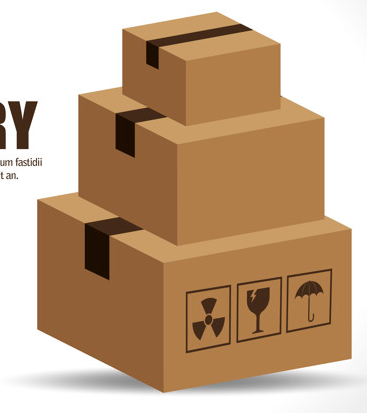 RY
um fastidii
t an.